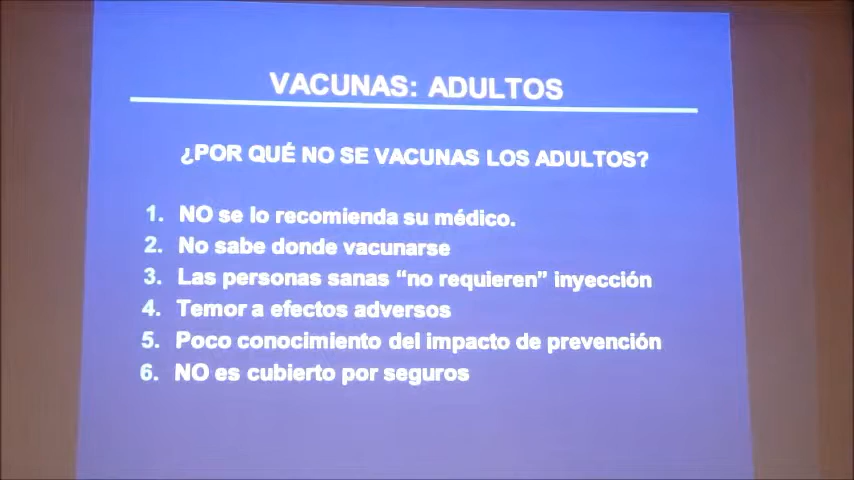 VACUNAS: ADULTOS
¿POR QUÉ NO SE VACUNAS LOS ADULTOS?
1. NO se lo recomienda su médico.
2. No sabe donde vacunarse
3. Las personas sanas “no requieren” inyección
4. Temor a efectos adversos
5. Poco conocimiento del impacto de prevención
6. NO es cubierto por seguros